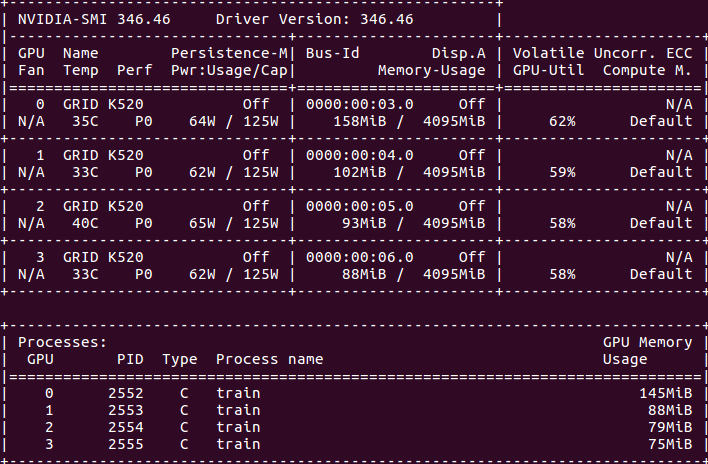 +------------------------------------------------------+
| NVIDIA-SMI 346.46     Driver Version: 346.46         |
|-------------------------------+----------------------+----------------------+
| GPU  Name        Persistence-M| Bus-Id        Disp.A | Volatile Uncorr. ECC |
| Fan  Temp  Perf  Pwr:Usage/Cap|         Memory-Usage | GPU-Util  Compute M. |
|===============================+======================+======================|
|   0  GRID K520           Off  | 0000:00:03.0     Off |                  N/A |
| N/A   35C    P0    64W / 125W |    158MiB /  4095MiB |     62%      Default |
+-------------------------------+----------------------+----------------------+
|   1  GRID K520           Off  | 0000:00:04.0     Off |                  N/A |
| N/A   33C    P0    62W / 125W |    102MiB /  4095MiB |     59%      Default |
+-------------------------------+----------------------+----------------------+
|   2  GRID K520           Off  | 0000:00:05.0     Off |                  N/A |
| N/A   40C    P0    65W / 125W |     93MiB /  4095MiB |     58%      Default |
+-------------------------------+----------------------+----------------------+
|   3  GRID K520           Off  | 0000:00:06.0     Off |                  N/A |
| N/A   33C    P0    62W / 125W |     88MiB /  4095MiB |     58%      Default |
+-------------------------------+----------------------+----------------------+
+-----------------------------------------------------------------------------+
| Processes:                                                       GPU Memory |
|  GPU       PID  Type  Process name                               Usage      |
|=============================================================================|
|    0      2552    C   train                                          145MiB |
|    1      2553    C   train                                           88MiB |
|    2      2554    C   train                                           79MiB |
|    3      2555    C   train                                           75MiB |
+-----------------------------------------------------------------------------+